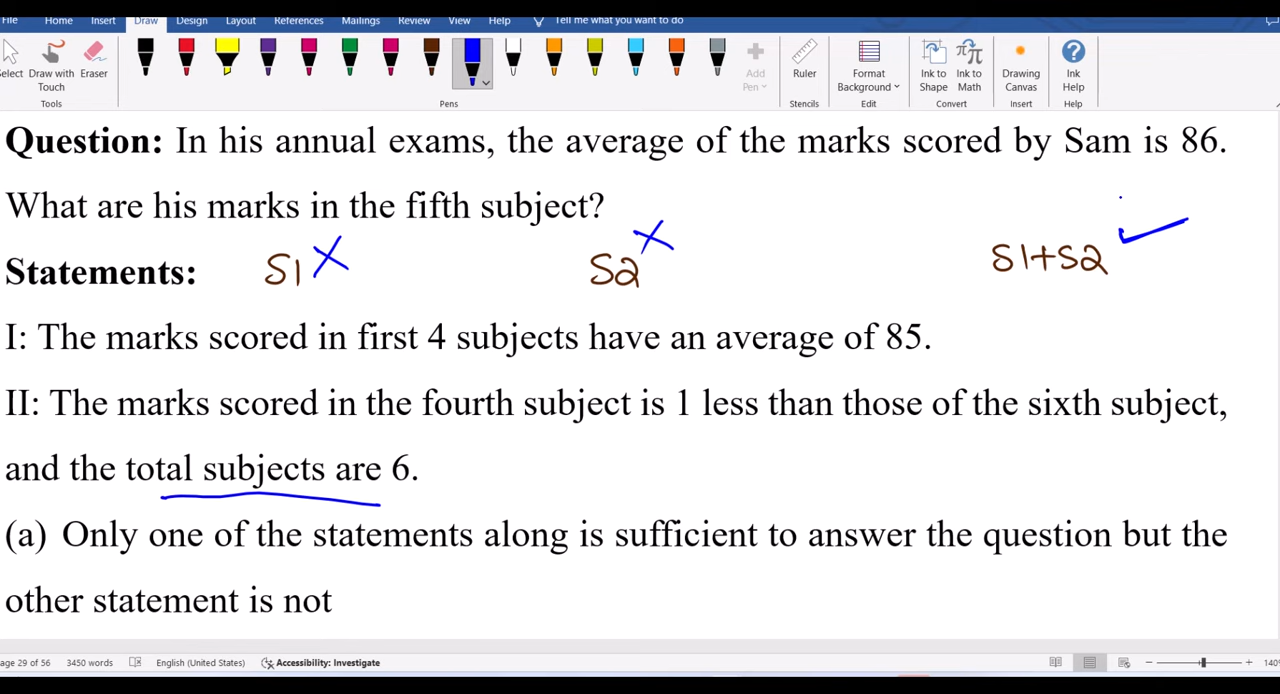 File Home Insert Draw Design Layout References Mailings Review View Help Tell me what you want to do
Select Draw with Touch Eraser Add Pen Ruler Format Background Ink to Shape Ink to Math Drawing Canvas Ink Help
Tools Pens Stencils Edit Convert Insert Help
Question: In his annual exams, the average of the marks scored by Sam is 86.
What are his marks in the fifth subject?
Statements: S1 S2 S1+S2
I: The marks scored in first 4 subjects have an average of 85.
II: The marks scored in the fourth subject is 1 less than those of the sixth subject,
and the total subjects are 6.
(a) Only one of the statements along is sufficient to answer the question but the
other statement is not
age 29 of 56 3450 words English (United States) Accessibility: Investigate 140%